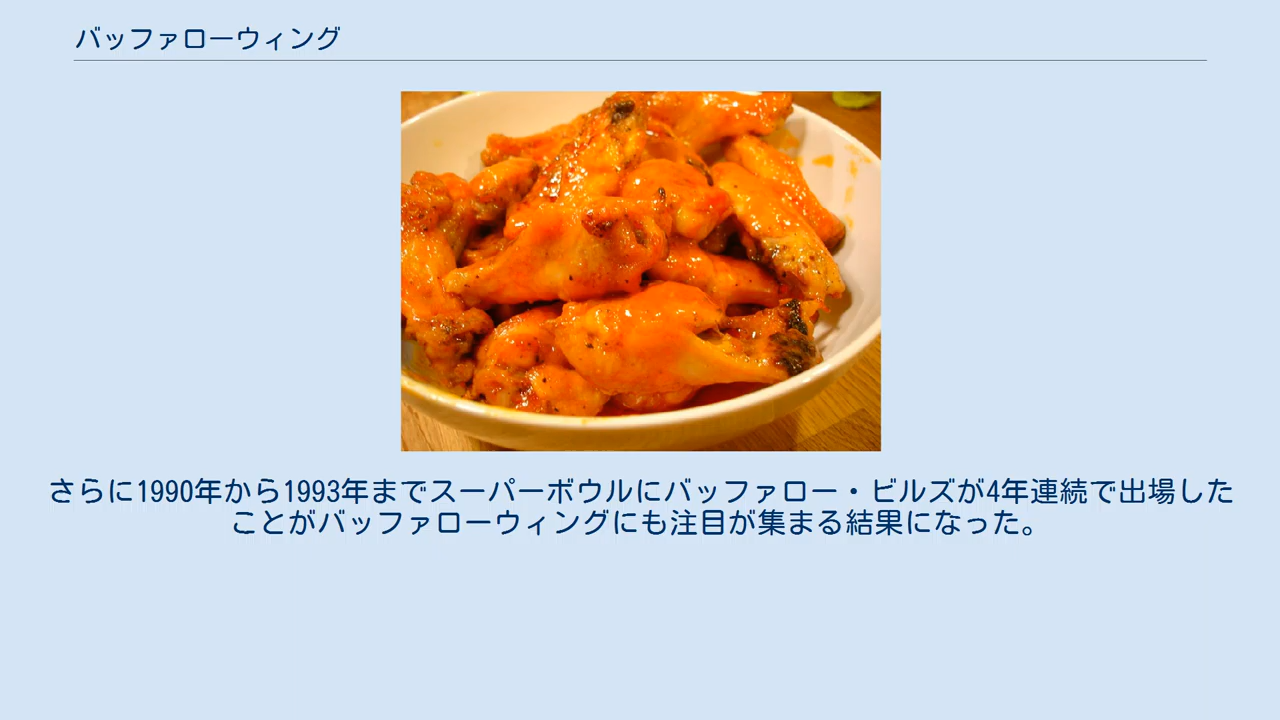 バッファローウィング
さらに1990年から1993年までスーパーボウルにバッファロー・ビルズが4年連続で出場した
ことがバッファローウィングにも注目が集まる結果になった。